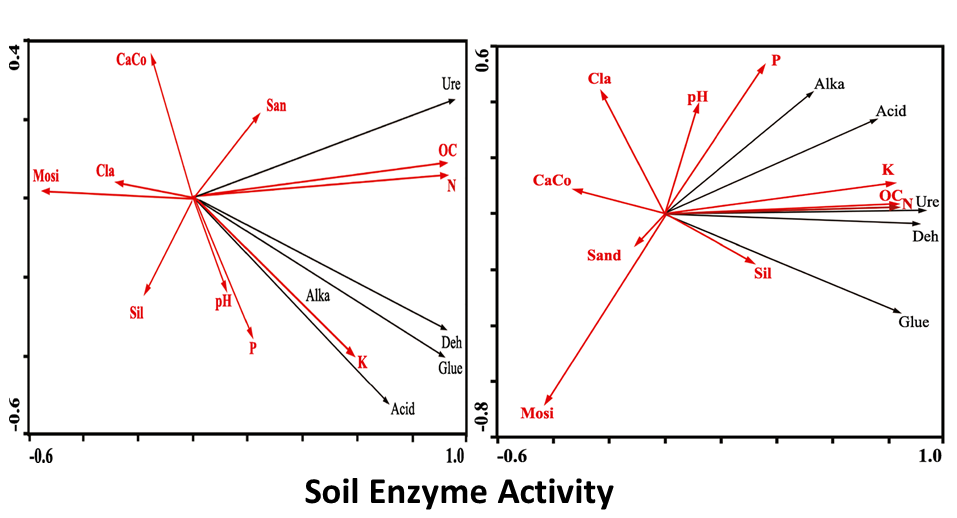 0.4
CaCo
San
Ure
OC
N
Mosi
Cla
Sil
pH
Alka
P
K
Deh
Glue
Acid
-0.6
-0.6
1.0
0.6
P
Cla
pH
Alka
Acid
K
CaCo
OC
N
Ure
Deh
Sand
Sil
Glue
Mosi
-0.8
-0.6
1.0
Soil Enzyme Activity